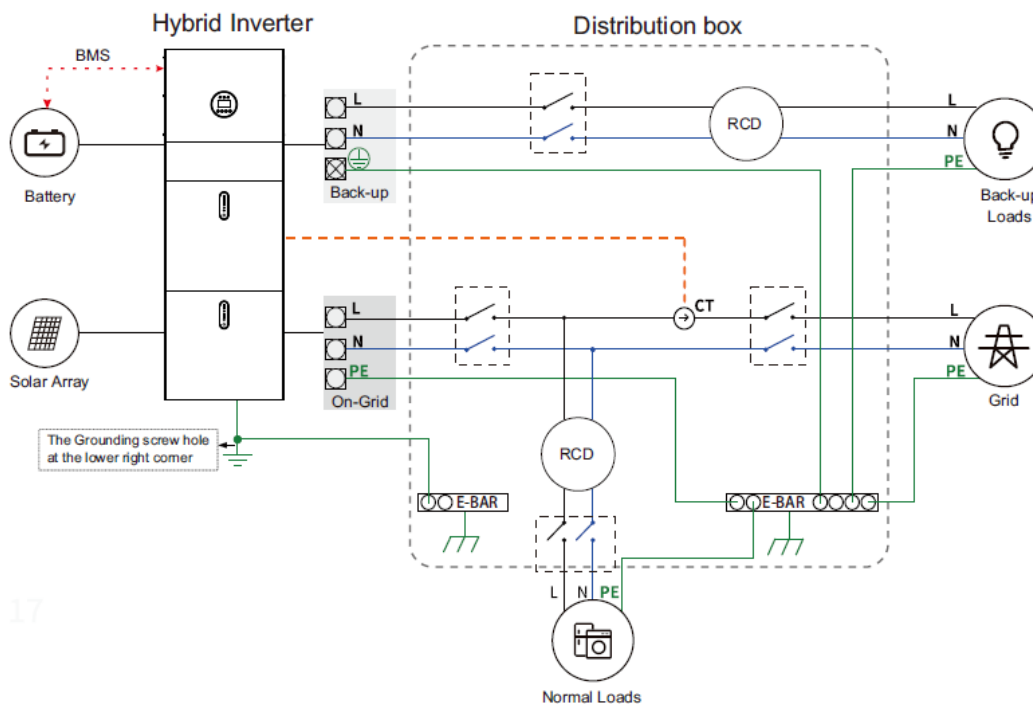 Hybrid Inverter
Distribution box
BMS
L
N
Back-up
Battery
RCD
L
N
PE
Back-up
Loads
L
N
PE
On-Grid
Solar Array
CT
L
N
PE
Grid
The Grounding screw hole
at the lower right corner
RCD
E-BAR
E-BAR
L N PE
Normal Loads
17